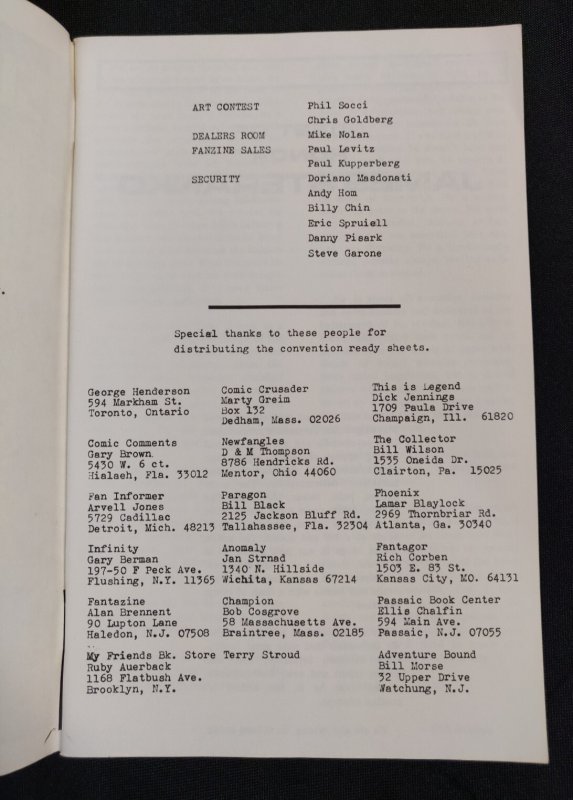 ART CONTEST Phil Socci
Chris Goldberg
DEALERS ROOM Mike Nolan
FANZINE SALES Paul Levitz
Paul Kupperberg
SECURITY Doriano Masdonati
Andy Hom
Billy Chin
Eric Spruiell
Danny Pisark
Steve Garone
Special thanks to these people for
distributing the convention ready sheets.
George Henderson
594 Markham St.
Toronto, Ontario
Comic Crusader
Marty Greim
Box 132
Dedham, Mass. 02026
This is Legend
Dick Jennings
1709 Paula Drive
Champaign, Ill. 61820
Comic Comments
Gary Brown
5430 W. 6 ct.
Hialeah, Fla. 33012
Newfangles
D & M Thompson
8786 Hendricks Rd.
Mentor, Ohio 44060
The Collector
Bill Wilson
1535 Oneida Dr.
Clairton, Pa. 15025
Fan Informer
Arvell Jones
5729 Cadillac
Detroit, Mich. 48213
Paragon
Bill Black
2125 Jackson Bluff Rd.
Tallahassee, Fla. 32304
Phoenix
Lamar Blaylock
2969 Thornbriar Rd.
Atlanta, Ga. 30340
Infinity
Gary Berman
197-50 F Peck Ave.
Flushing, N.Y. 11365
Anomaly
Jan Strnad
1340 N. Hillside
Wichita, Kansas 67214
Fantagor
Rich Corben
1503 E. 83 St.
Kansas City, MO. 64131
Fantazine
Alan Brennent
90 Lupton Lane
Haledon, N.J. 07508
Champion
Bob Cosgrove
58 Massachusetts Ave.
Braintree, Mass. 02185
Passaic Book Center
Ellis Chalfin
594 Main Ave.
Passaic, N.J. 07055
My Friends Bk. Store
Ruby Auerback
1168 Flatbush Ave.
Brooklyn, N.Y.
Terry Stroud
Adventure Bound
Bill Morse
32 Upper Drive
Watchung, N.J.